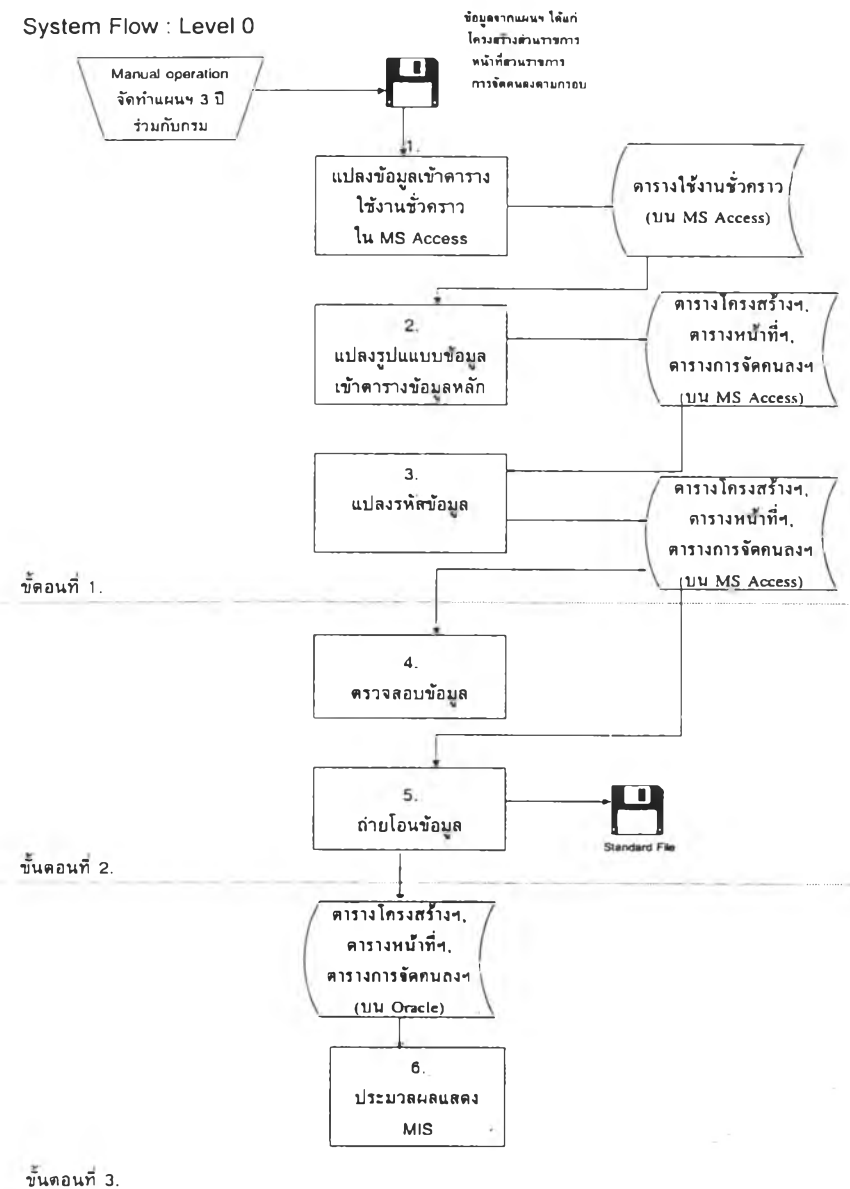 System Flow : Level 0
ข้อมูลจากแผนฯ ได้แก่
โครงสร้างส่วนราชการ
หน้าที่ส่วนราชการ
การจัดคนลงตามกรอบ
Manual operation
จัดทำแผนฯ 3 ปี
ร่วมกับกรม
1.
แปลงข้อมูลเข้าตาราง
ใช้งานชั่วคราว
ใน MS Access
ตารางใช้งานชั่วคราว
(บน MS Access)
2.
แปลงรูปแแบบข้อมูล
เข้าตารางข้อมูลหลัก
ตารางโครงสร้างฯ,
ตารางหน้าที่ฯ,
ตารางการจัดคนลงฯ
(บน MS Access)
3.
แปลงรหัสข้อมูล
ตารางโครงสร้างฯ,
ตารางหน้าที่ฯ,
ตารางการจัดคนลงฯ
(บน MS Access)
ขั้ตอนที่ 1.
4.
ตรวจสอบข้อมูล
5.
ถ่ายโอนข้อมูล
Standard File
ขั้นตอนที่ 2.
ตารางโครงสร้างฯ,
ตารางหน้าที่ฯ,
ตารางการจัดคนลงฯ
(บน Oracle)
6.
ประมวลผลแสดง
MIS
ขั้นตอนที่ 3.